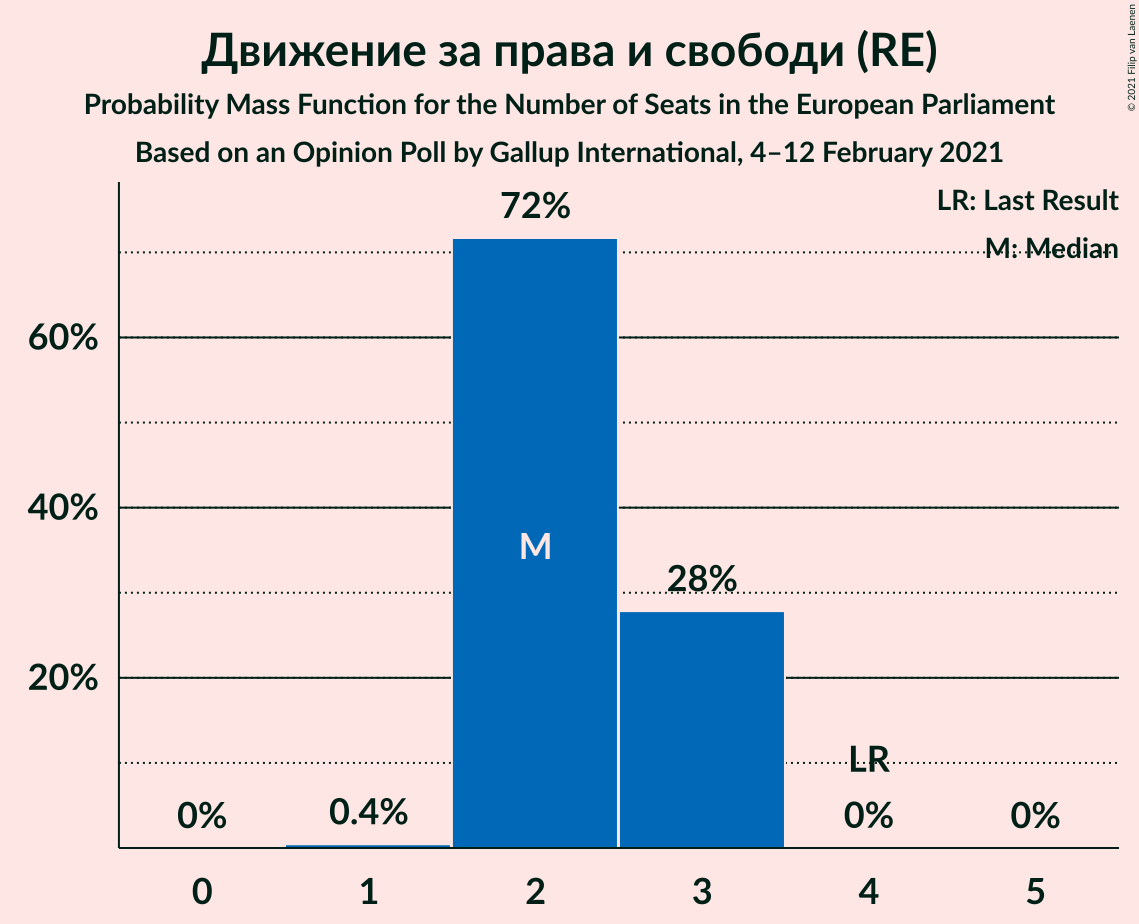 Движение за права и свободи (RE)
Probability Mass Function for the Number of Seats in the European Parliament
Based on an Opinion Poll by Gallup International, 4–12 February 2021
© 2021 Filip van Laenen
LR: Last Result
M: Median
72%
60%
40%
20%
M
28%
LR
0%
0.4%
0%
0%
0
1
2
3
4
5